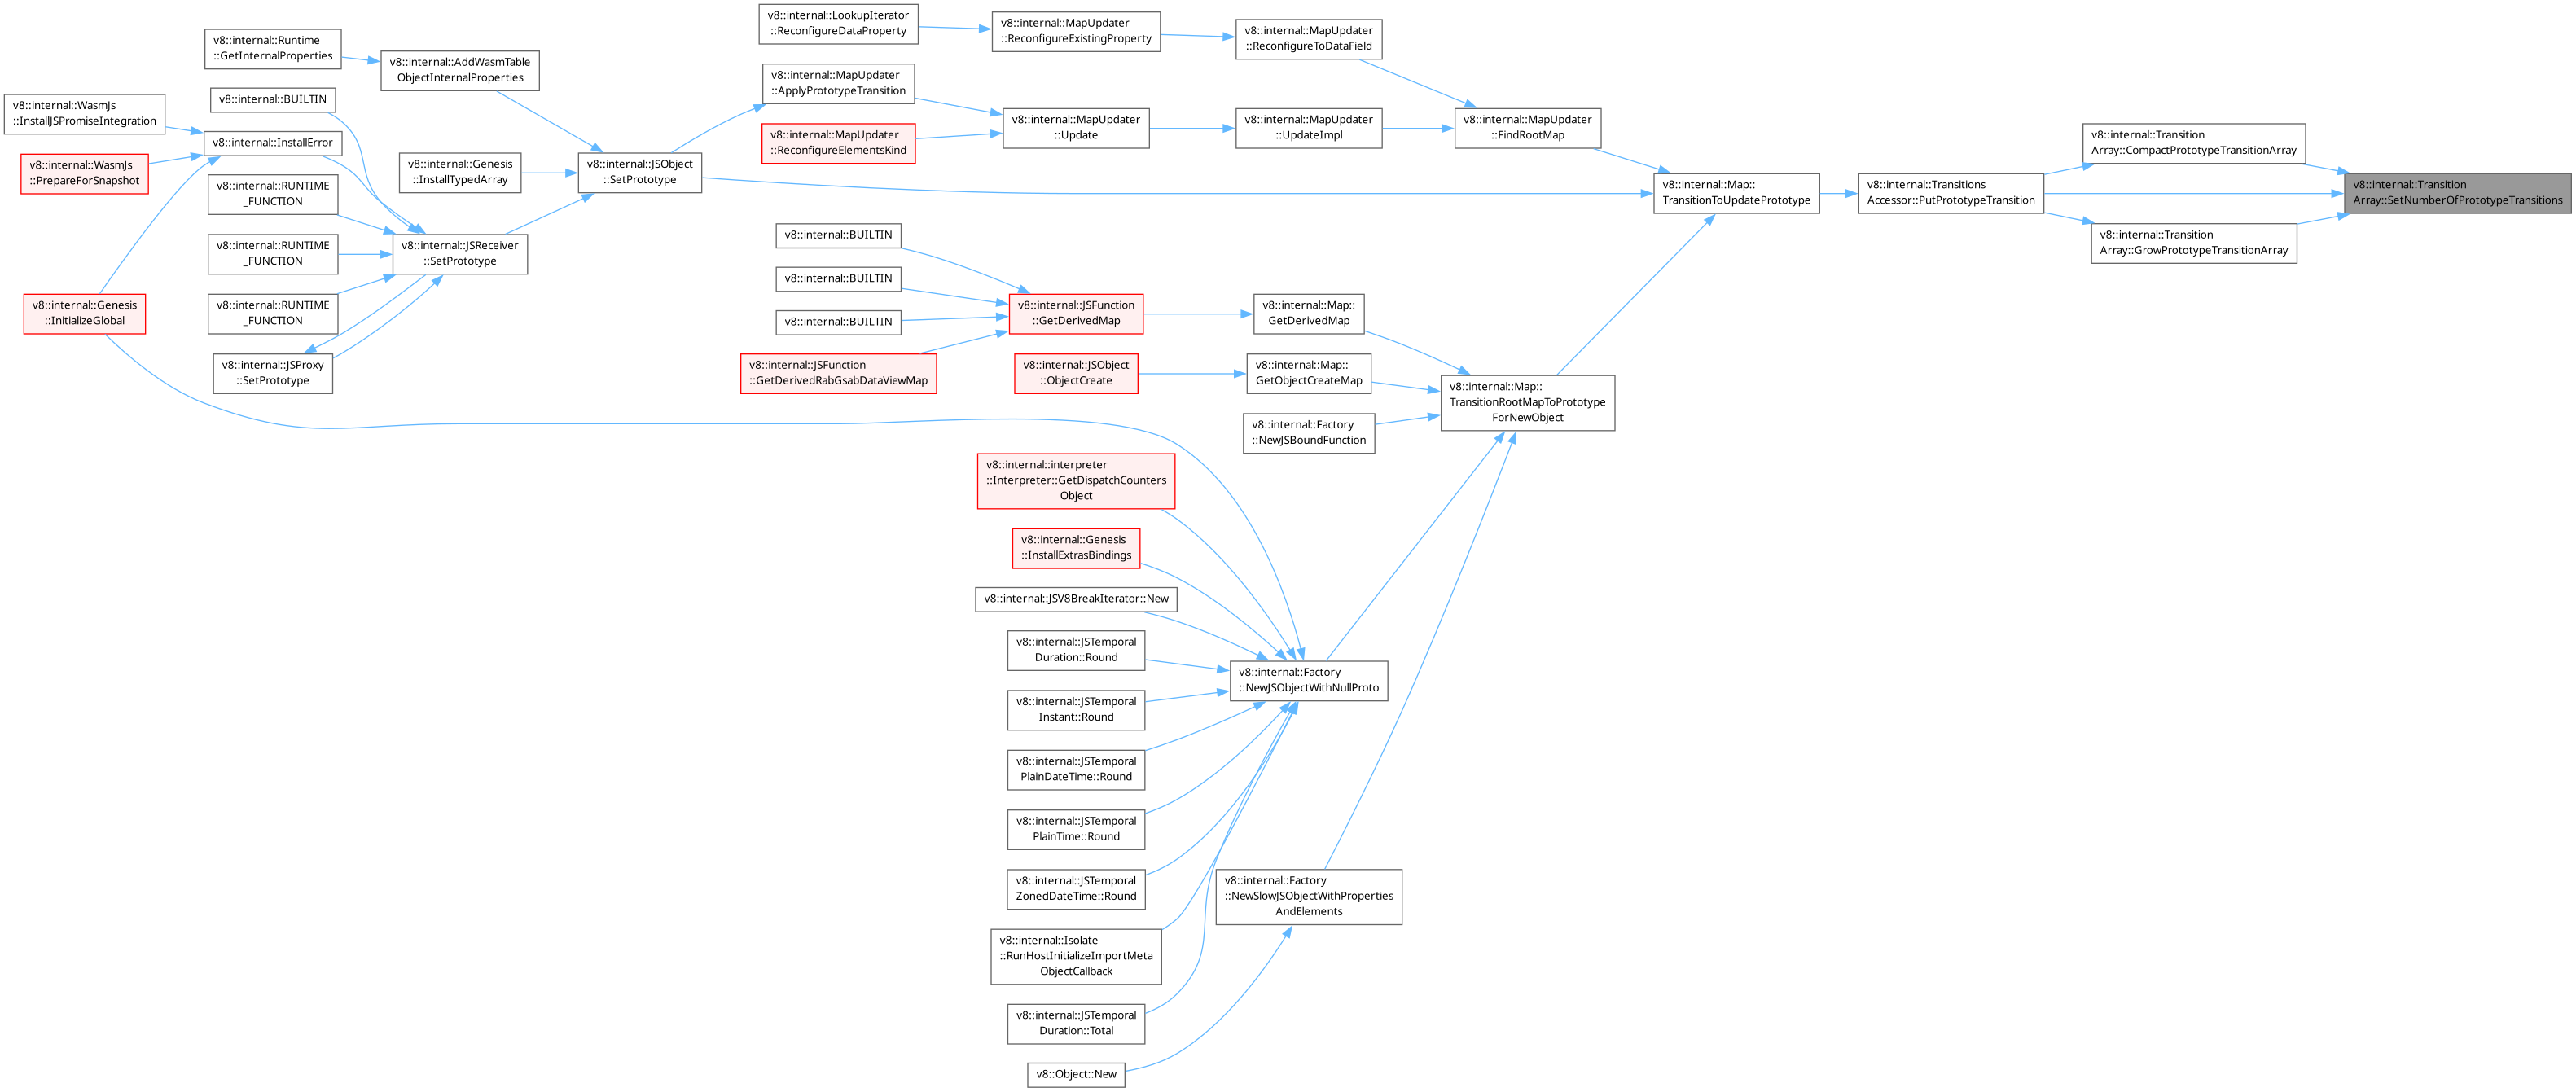 v8::internal::LookupIterator
::ReconfigureDataProperty
v8::internal::MapUpdater
::ReconfigureExistingProperty
v8::internal::MapUpdater
::ReconfigureToDataField
v8::internal::Runtime
::GetInternalProperties
v8::internal::AddWasmTable
ObjectInternalProperties
v8::internal::MapUpdater
::ApplyPrototypeTransition
v8::internal::BUILTIN
v8::internal::WasmJs
::InstallJSPromiseIntegration
v8::internal::InstallError
v8::internal::MapUpdater
::ReconfigureElementsKind
v8::internal::MapUpdater
::Update
v8::internal::MapUpdater
::UpdateImpl
v8::internal::MapUpdater
::FindRootMap
v8::internal::Transition
Array::CompactPrototypeTransitionArray
v8::internal::WasmJs
::PrepareForSnapshot
v8::internal::RUNTIME
_FUNCTION
v8::internal::Genesis
::InstallTypedArray
v8::internal::JSObject
::SetPrototype
v8::internal::Map::
TransitionToUpdatePrototype
v8::internal::Transitions
Accessor::PutPrototypeTransition
v8::internal::Transition
Array::SetNumberOfPrototypeTransitions
v8::internal::RUNTIME
_FUNCTION
v8::internal::JSReceiver
::SetPrototype
v8::internal::BUILTIN
v8::internal::Transition
Array::GrowPrototypeTransitionArray
v8::internal::BUILTIN
v8::internal::Genesis
::InitializeGlobal
v8::internal::RUNTIME
_FUNCTION
v8::internal::BUILTIN
v8::internal::JSFunction
::GetDerivedMap
v8::internal::Map::
GetDerivedMap
v8::internal::JSProxy
::SetPrototype
v8::internal::JSFunction
::GetDerivedRabGsabDataViewMap
v8::internal::JSObject
::ObjectCreate
v8::internal::Map::
GetObjectCreateMap
v8::internal::Map::
TransitionRootMapToPrototype
ForNewObject
v8::internal::Factory
::NewJSBoundFunction
v8::internal::interpreter
::Interpreter::GetDispatchCounters
Object
v8::internal::Genesis
::InstallExtrasBindings
v8::internal::JSV8BreakIterator::New
v8::internal::JSTemporal
Duration::Round
v8::internal::Factory
::NewJSObjectWithNullProto
v8::internal::JSTemporal
Instant::Round
v8::internal::JSTemporal
PlainDateTime::Round
v8::internal::JSTemporal
PlainTime::Round
v8::internal::JSTemporal
ZonedDateTime::Round
v8::internal::Factory
::NewSlowJSObjectWithProperties
AndElements
v8::internal::Isolate
::RunHostInitializeImportMeta
ObjectCallback
v8::internal::JSTemporal
Duration::Total
v8::Object::New